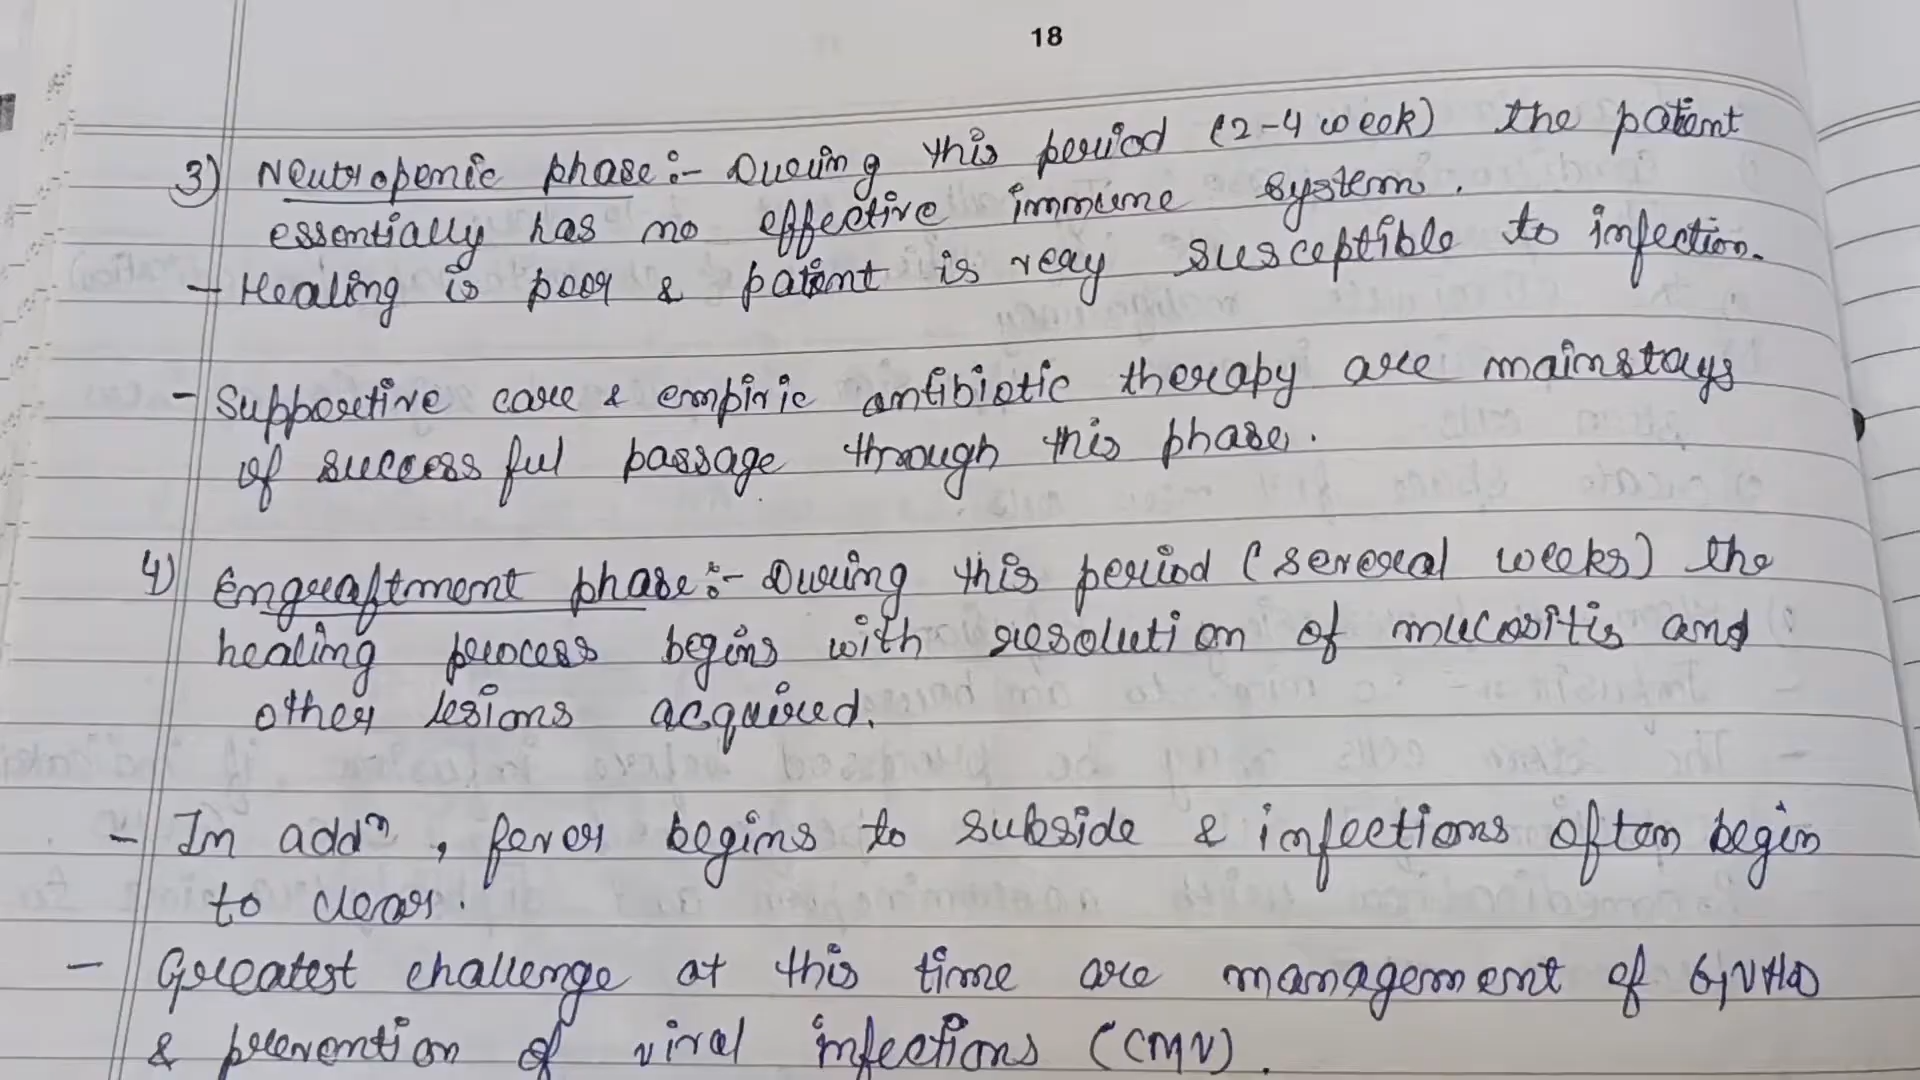 18
3) Neutropenic phase :- During this period (2-4 week) the patient
essentially has no effective immune system.
- Healing is poor & patient is very susceptible to infection.
- Supportive care & empiric antibiotic therapy are mainstays
of successful passage through this phase.
4) Engraftment phase :- During this period (several weeks) the
healing process begins with resolution of mucositis and
other lesions acquired.
- In addⁿ, fever begins to subside & infections often begin
to clear.
- Greatest challenge at this time are management of GVHD
& prevention of viral infections (CMV).